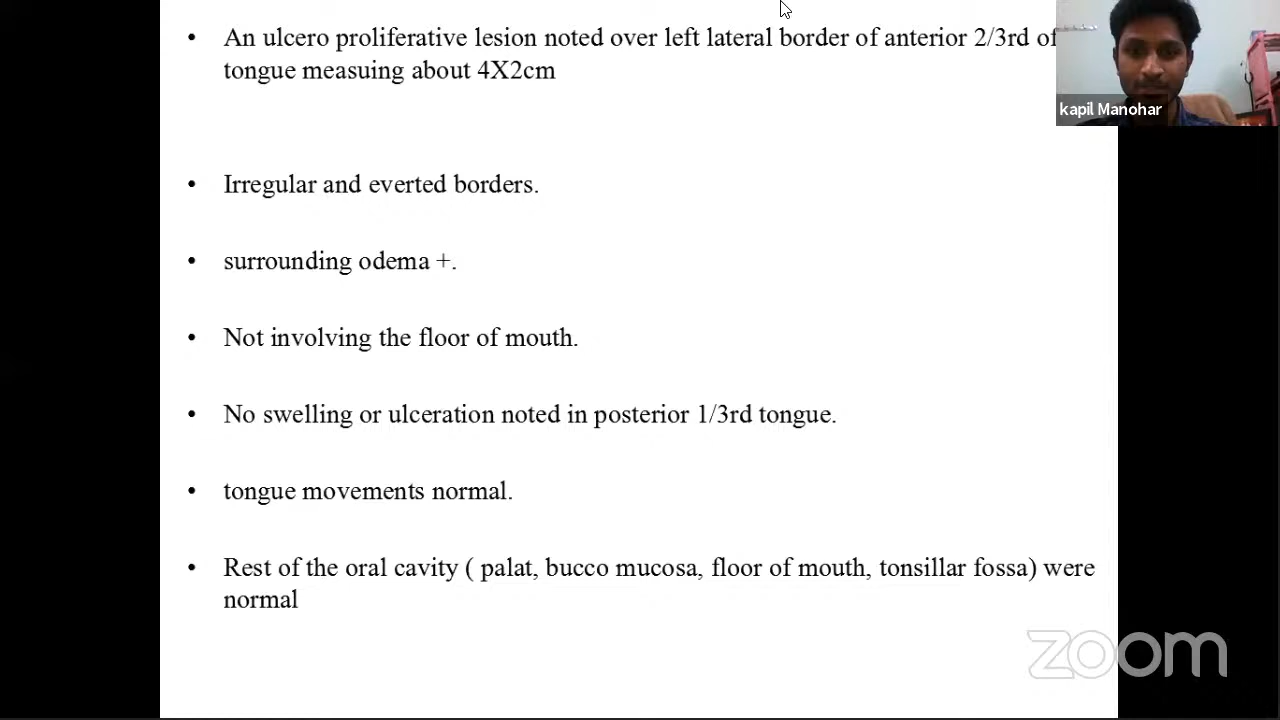 • An ulcero proliferative lesion noted over left lateral border of anterior 2/3rd of
tongue measuing about 4X2cm
kapil Manohar
• Irregular and everted borders.
• surrounding odema +.
• Not involving the floor of mouth.
• No swelling or ulceration noted in posterior 1/3rd tongue.
• tongue movements normal.
• Rest of the oral cavity ( palat, bucco mucosa, floor of mouth, tonsillar fossa) were
normal
zoom